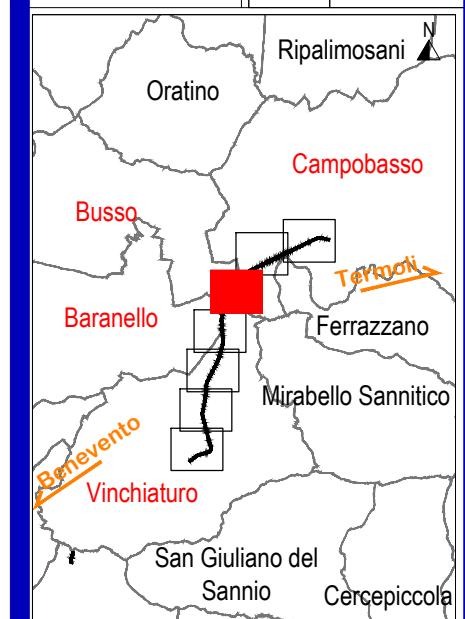 Ripalimosani
N
Oratino
Campobasso
Busso
Termoli
Baranello
Ferrazzano
Mirabello Sannitico
Benevento
Vinchiaturo
San Giuliano del
Sannio
Cercepiccola